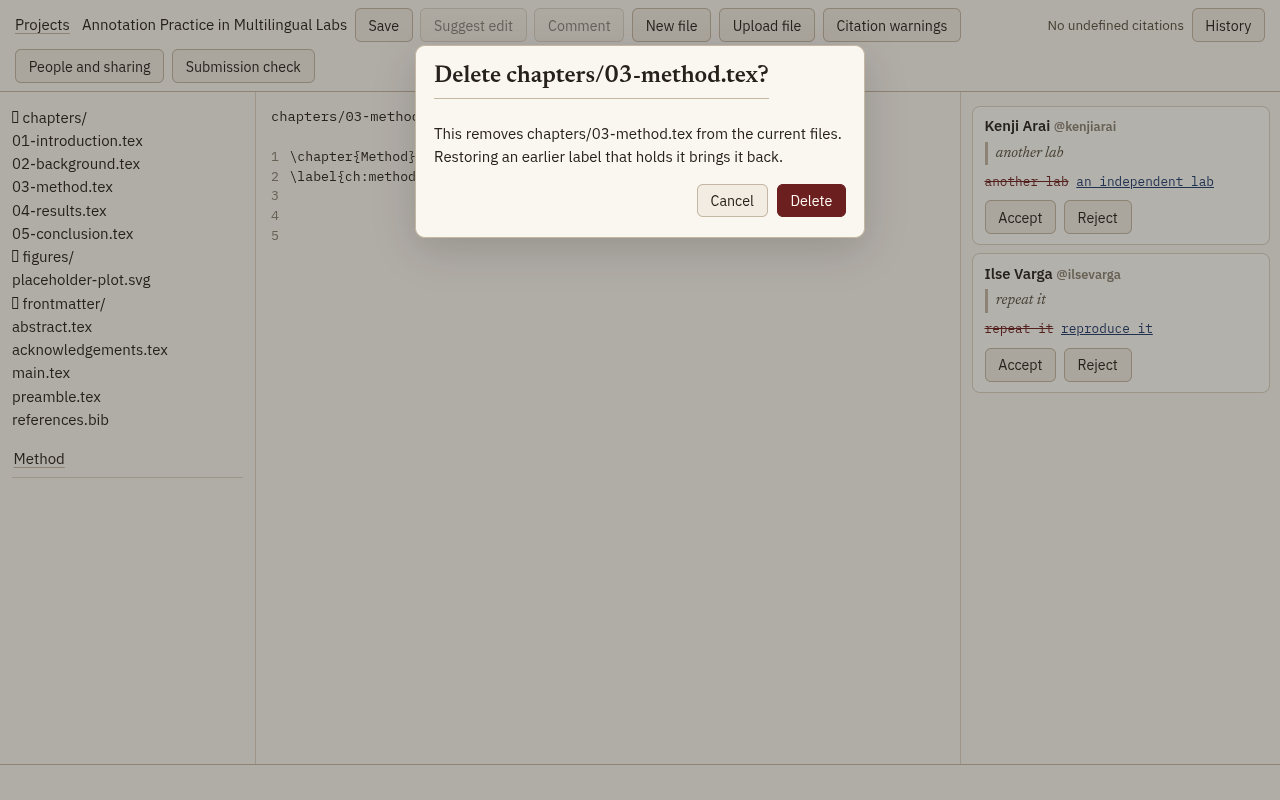 Projects Annotation Practice in Multilingual Labs Save Suggest edit Comment New file Upload file Citation warnings No undefined citations History
People and sharing Submission check
Delete chapters/03-method.tex?
This removes chapters/03-method.tex from the current files.
Restoring an earlier label that holds it brings it back.
Cancel Delete
chapters/
01-introduction.tex
02-background.tex
03-method.tex
04-results.tex
05-conclusion.tex
figures/
placeholder-plot.svg
frontmatter/
abstract.tex
acknowledgements.tex
main.tex
preamble.tex
references.bib
Method
chapters/03-metho
1 \chapter{Method}
2 \label{ch:method
3
4
5
Kenji Arai @kenjiarai
another lab
another lab an independent lab
Accept Reject
Ilse Varga @ilsevarga
repeat it
repeat it reproduce it
Accept Reject